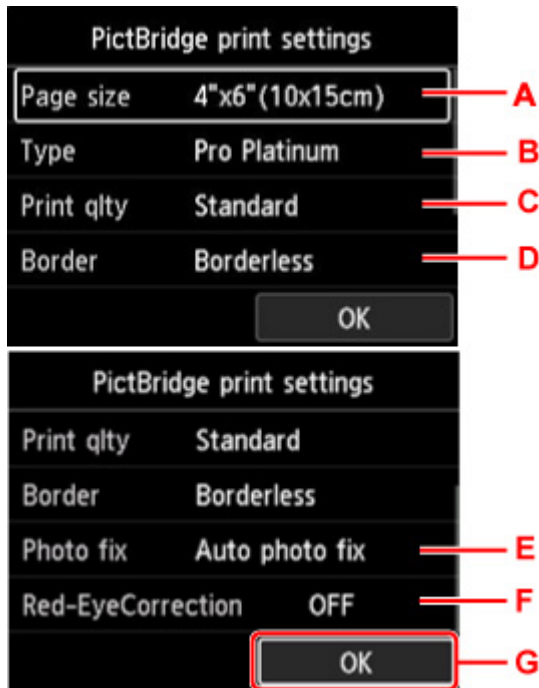 PictBridge print settings
Page size 4"x6"(10x15cm) A
Type Pro Platinum B
Print qlty Standard C
Border Borderless D
OK
PictBridge print settings
Print qlty Standard
Border Borderless
Photo fix Auto photo fix E
Red-EyeCorrection OFF F
OK G